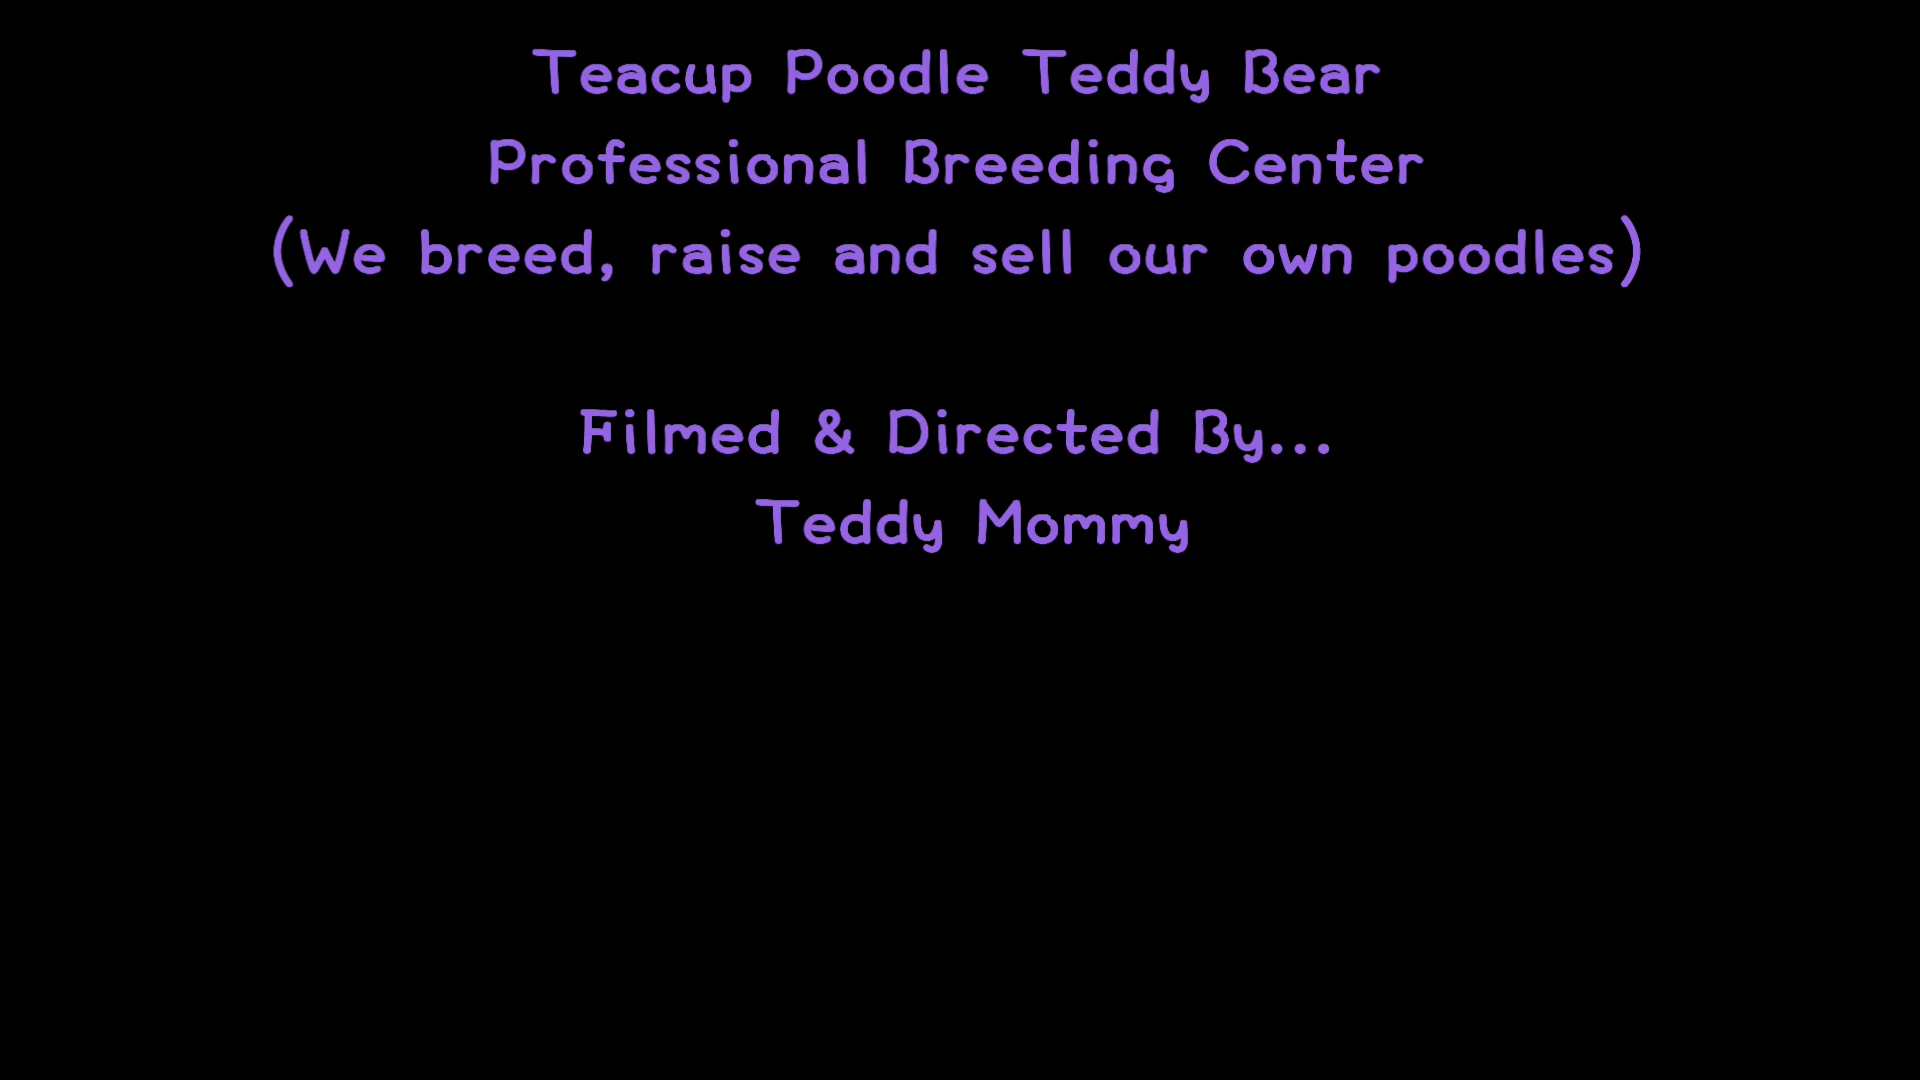 Teacup Poodle Teddy Bear
Professional Breeding Center
(We breed, raise and sell our own poodles)
Filmed & Directed By...
Teddy Mommy